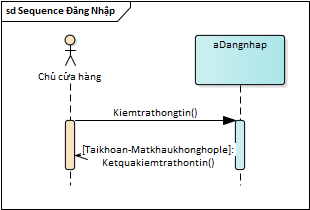 sd Sequence Đăng Nhập
Chủ cửa hàng
aDangnhap
Kiemtrathongtin()
[Taikhoan-Matkhaukhonghople]:
Ketquakiemtrathontin()